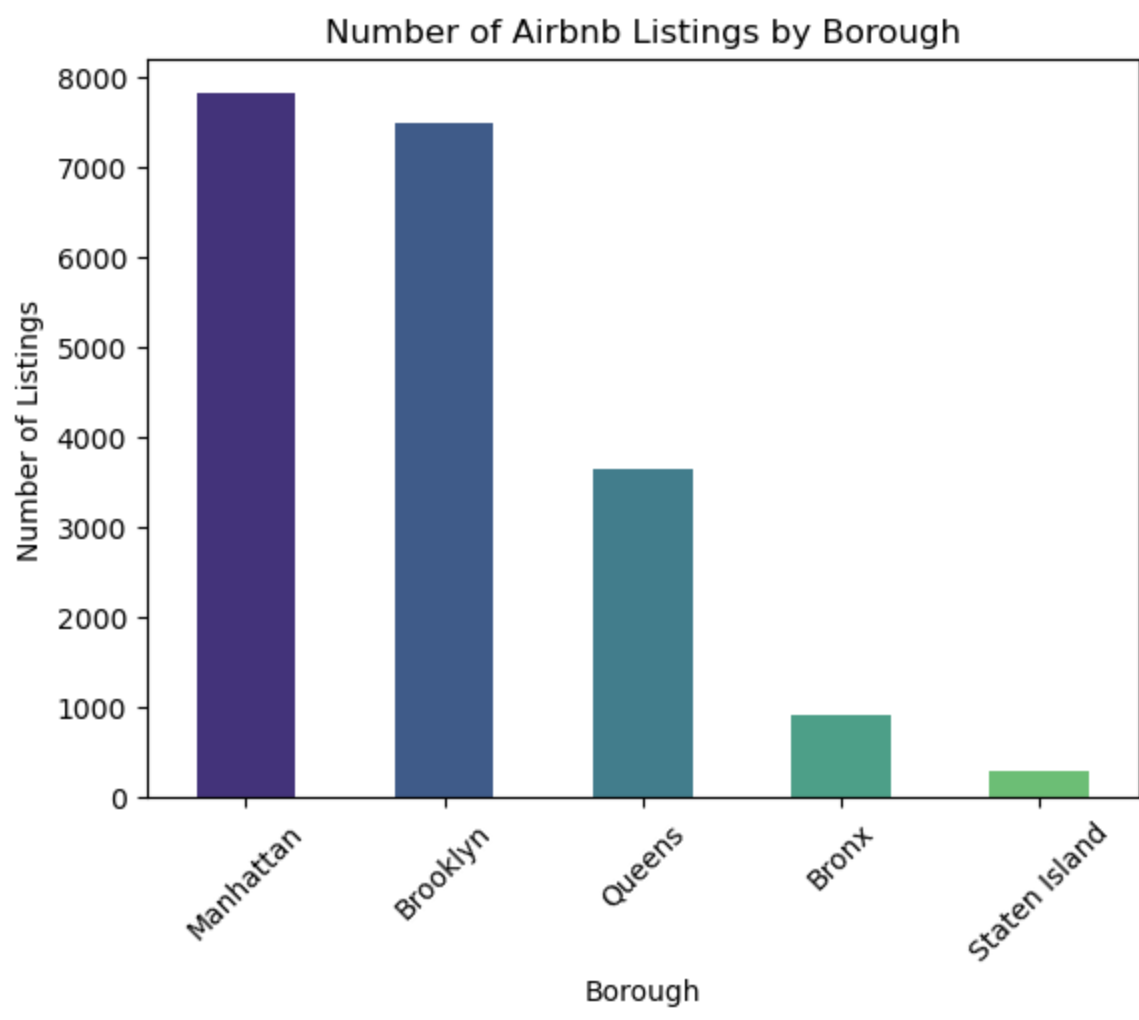 Number of Airbnb Listings by Borough
Number of Listings
8000
7000
6000
5000
4000
3000
2000
1000
0
Manhattan
Brooklyn
Queens
Bronx
Staten Island
Borough